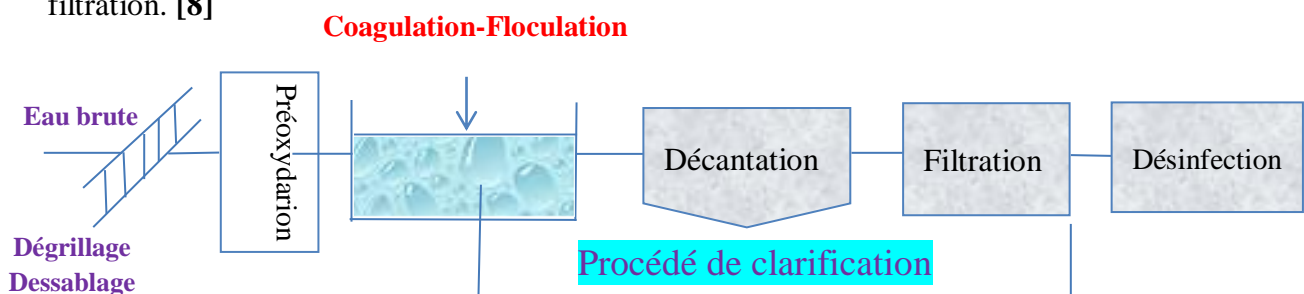 filtration. [8]
Coagulation-Floculation
Eau brute
Préoxydarion
Décantation
Filtration
Désinfection
Dégrillage
Dessablage
Procédé de clarification